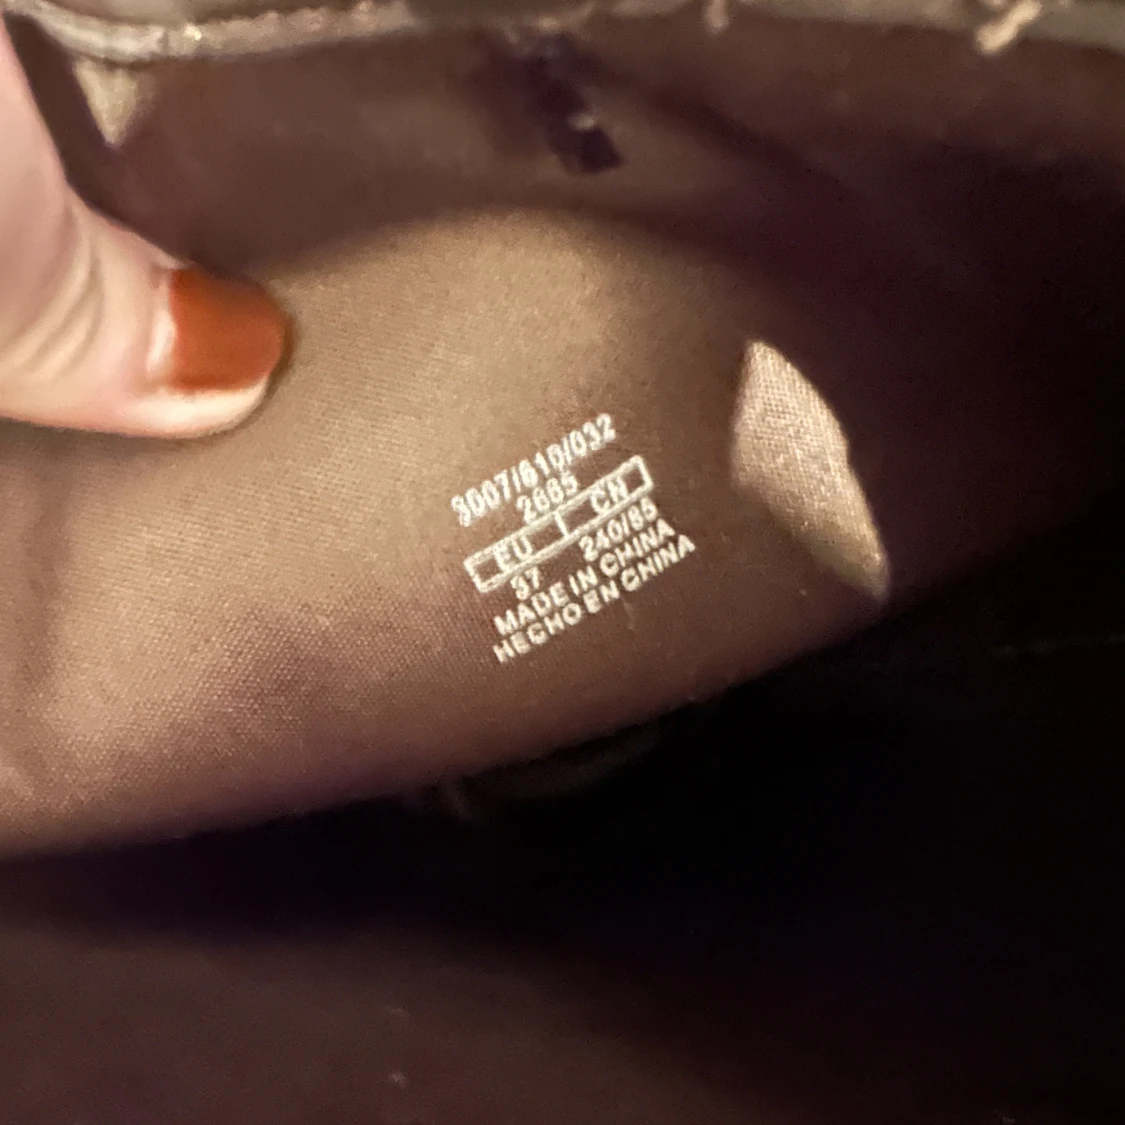 3007/610/032
2665
EU CN
37 240/85
MADE IN CHINA
HECHO EN CHINA